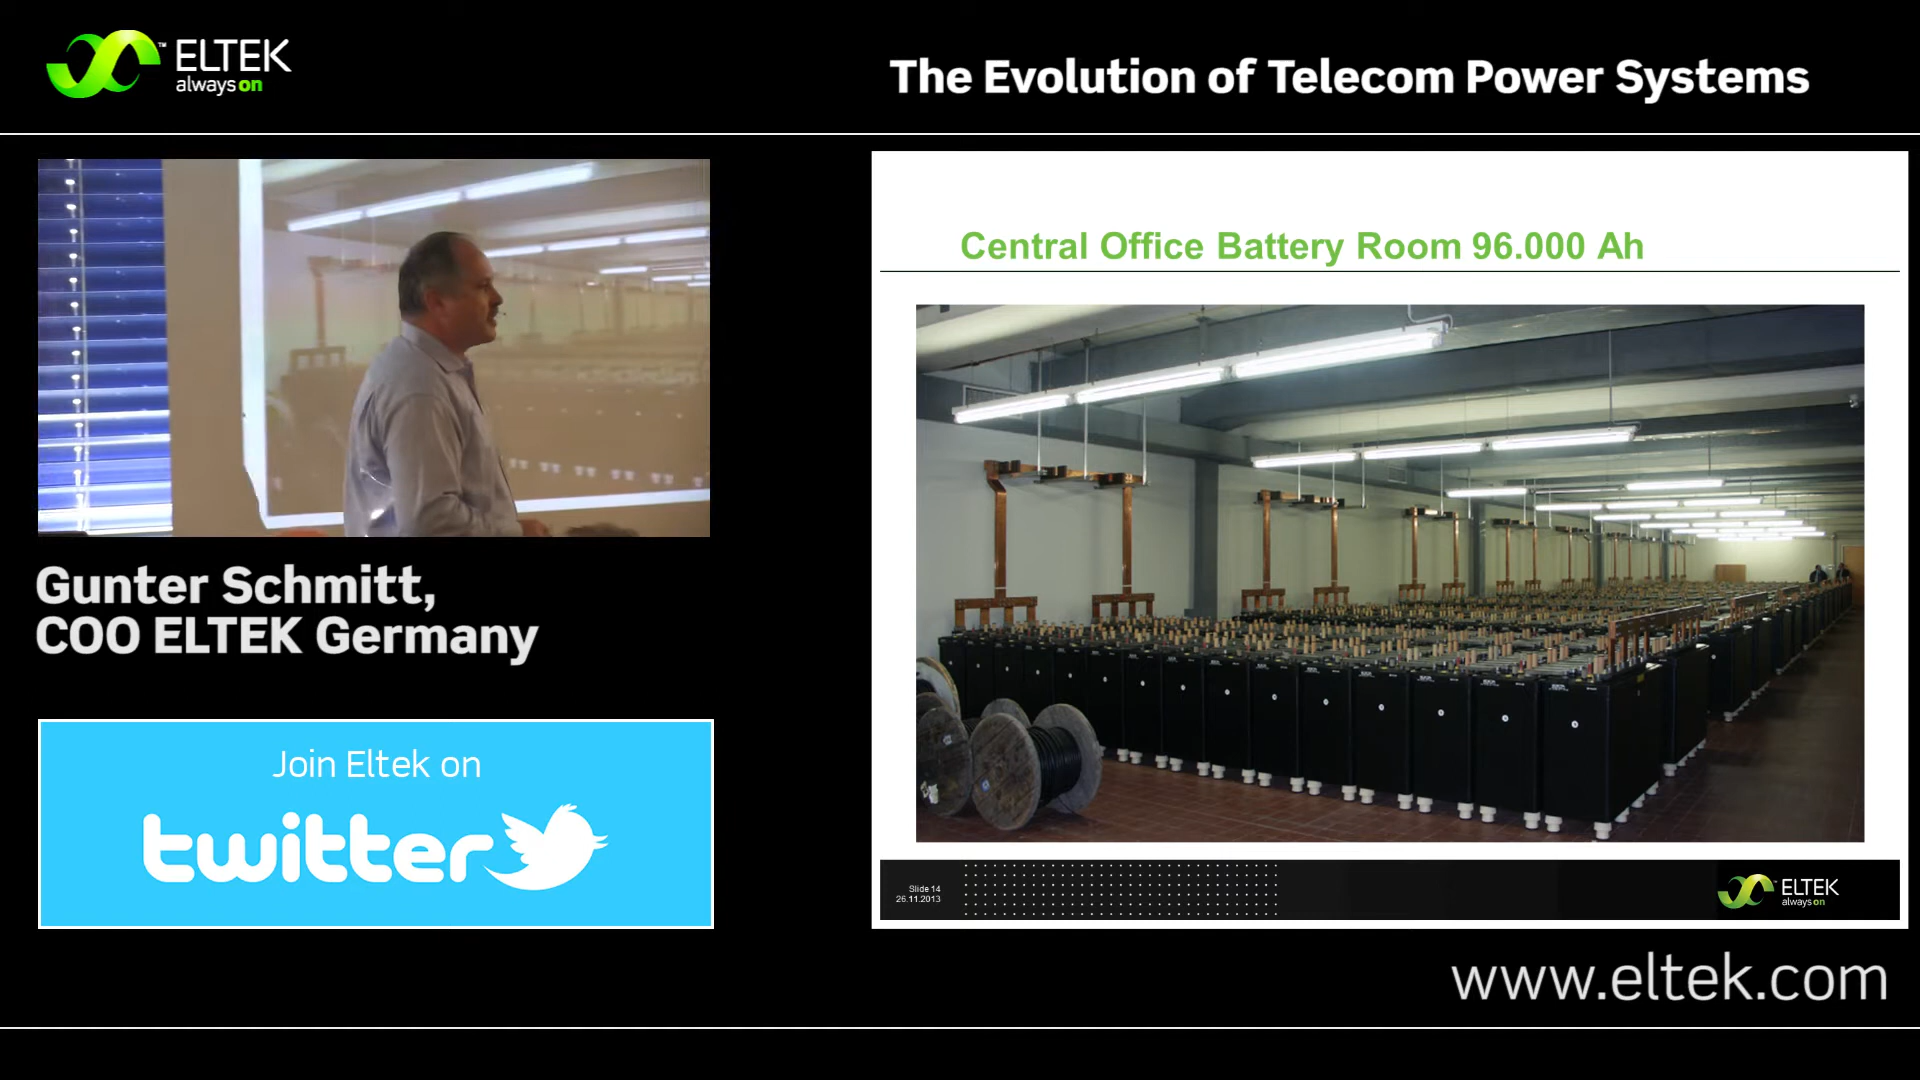 ELTEK
always on
The Evolution of Telecom Power Systems
Gunter Schmitt,
COO ELTEK Germany
Join Eltek on
twitter
Central Office Battery Room 96.000 Ah
Slide 14
26.11.2013
ELTEK
always on
www.eltek.com